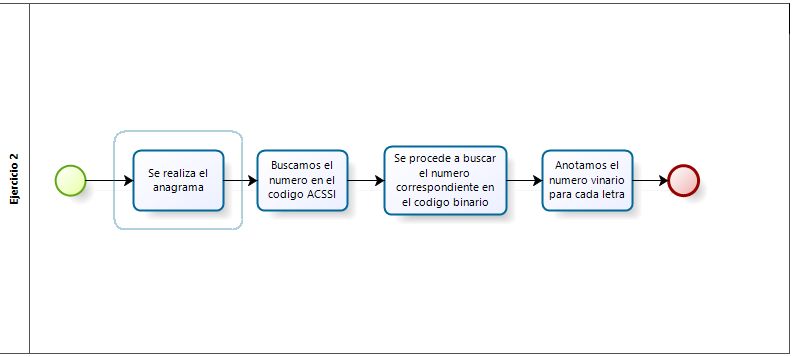 Ejercicio 2
Se realiza el
anagrama
Buscamos el
numero en el
codigo ACSSI
Se procede a buscar
el numero
correspondiente en
el codigo binario
Anotamos el
numero vinario
para cada letra